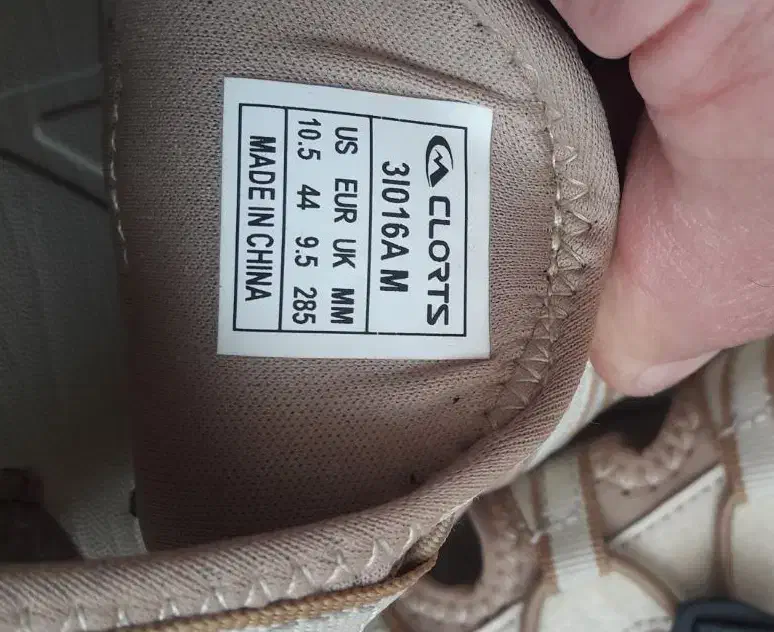 CLORTS
3I016A M
US EUR UK MM
10.5 44 9.5 285
MADE IN CHINA